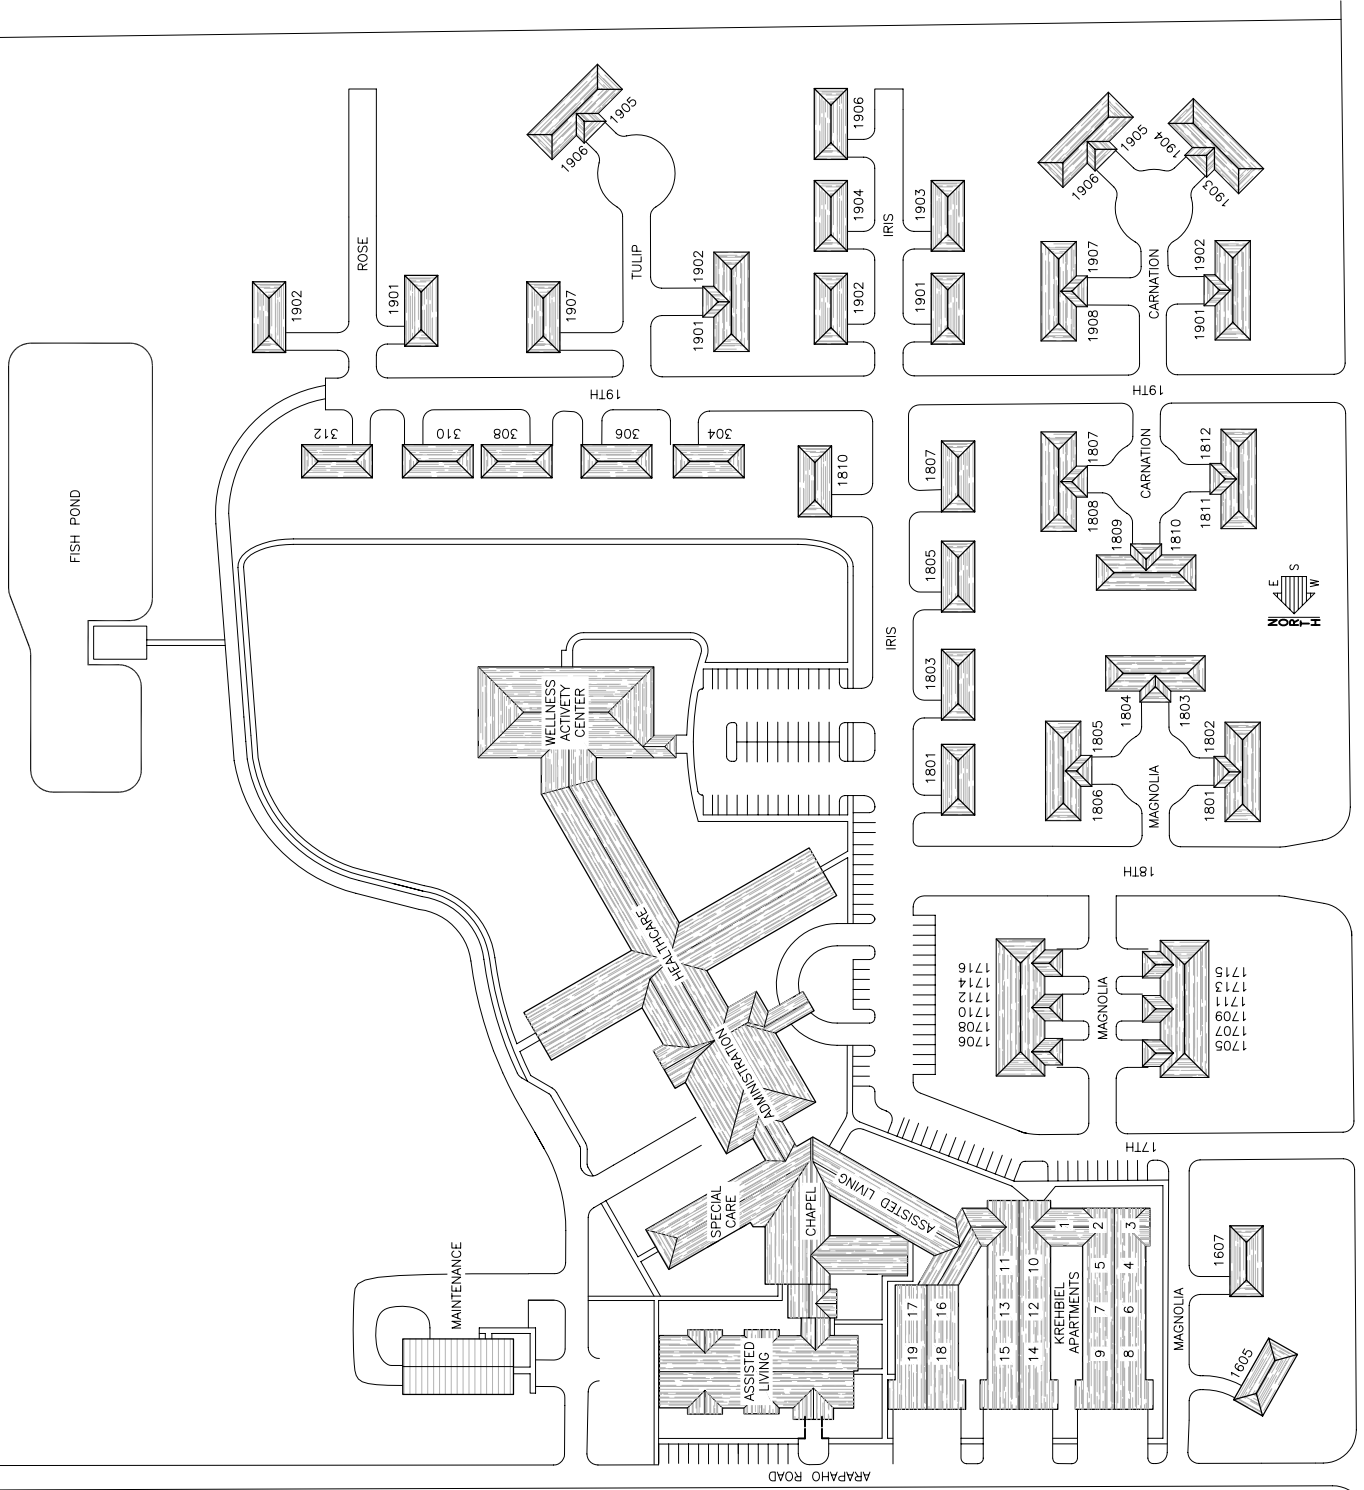 1905
1906
ROSE
1902
1901
TULIP
1907
1902
1901
1906
1904
1903
IRIS
1902
1901
1905
1906
1904
1903
1907
1908
CARNATION
1902
1901
19TH
19TH
312
310
308
306
304
1810
1807
1805
1803
1801
IRIS
1807
1808
CARNATION
1812
1811
1809
1810
FISH POND
E
S
W
NORTH
WELLNESS
ACTIVETY
CENTER
1804
1803
1805
1806
1802
1801
MAGNOLIA
18TH
HEALTHCARE
ADMINISTRATION
1716
1714
1712
1710
1708
1706
MAGNOLIA
1715
1713
1711
1709
1707
1705
17TH
SPECIAL
CARE
CHAPEL
ASSISTED LIVING
MAINTENANCE
ASSISTED
LIVING
1
2
3
11
10
5
4
17
16
13
12
7
6
19
18
15
14
9
8
KREHBIEL
APARTMENTS
MAGNOLIA
1607
1605
ARAPAHO ROAD